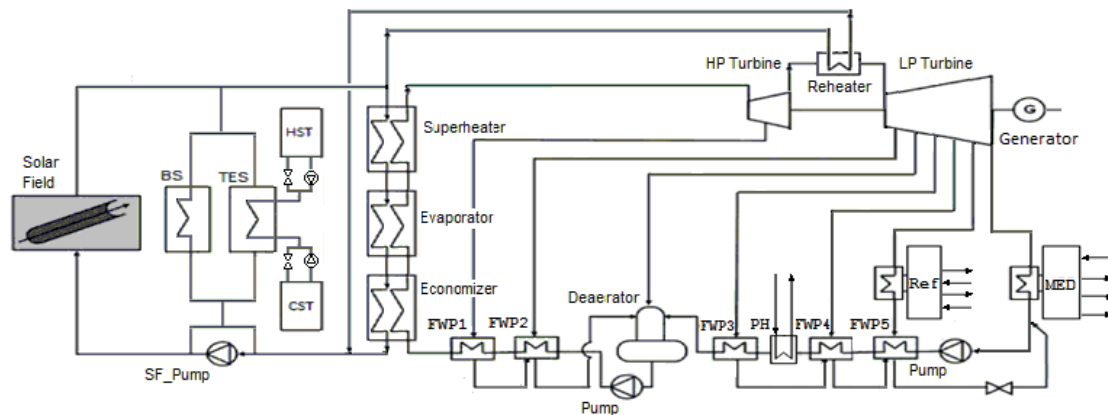 HP Turbine
LP Turbine
Reheater
G
Generator
HST
Superheater
Solar
Field
BS
TES
Evaporator
Ref
MED
CST
Economizer
Deaerator
FWP1
FWP2
FWP3
PH
FWP4
FWP5
SF_Pump
Pump
Pump